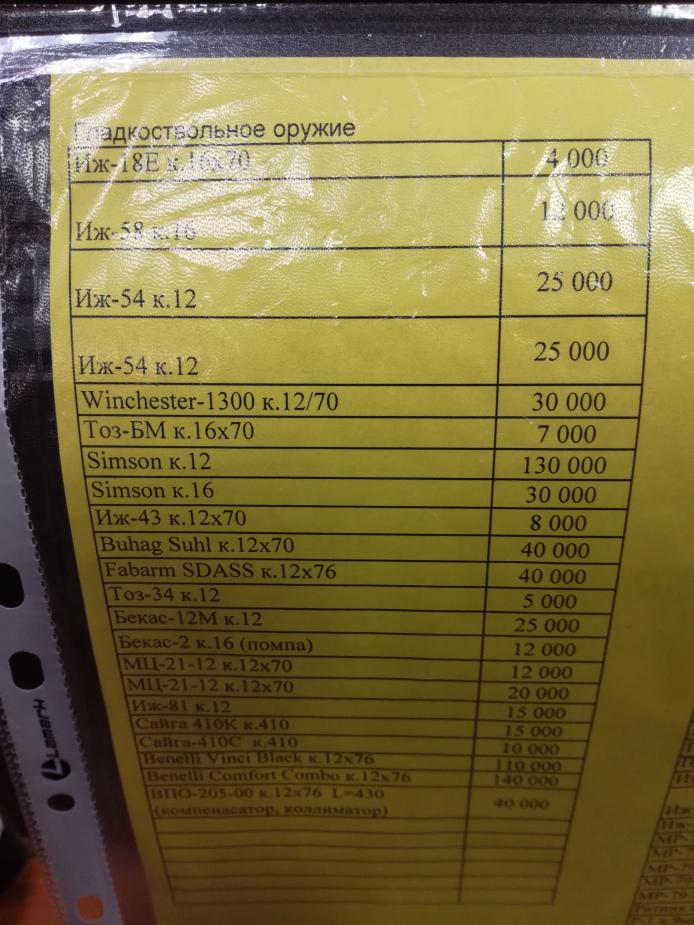 Гладкоствольное оружие
Иж-18Е к.16х70 4 000
Иж-58 к.16 12 000
Иж-54 к.12 25 000
Иж-54 к.12 25 000
Winchester-1300 к.12/70 30 000
Тоз-БМ к.16х70 7 000
Simson к.12 130 000
Simson к.16 30 000
Иж-43 к.12х70 8 000
Buhag Suhl к.12х70 40 000
Fabarm SDASS к.12х76 40 000
Тоз-34 к.12 5 000
Бекас-12М к.12 25 000
Бекас-2 к.16 (помпа) 12 000
МЦ-21-12 к.12х70 12 000
МЦ-21-12 к.12х70 20 000
Иж-81 к.12 15 000
Сайга 410К к.410 15 000
Сайга-410С к.410 10 000
Benelli Vinci Black к.12х76 110 000
Benelli Comfort Combo к.12х76 140 000
ВПО-205-00 к.12х76 L=430 40 000
(компенасатор, коллиматор)
Lamark